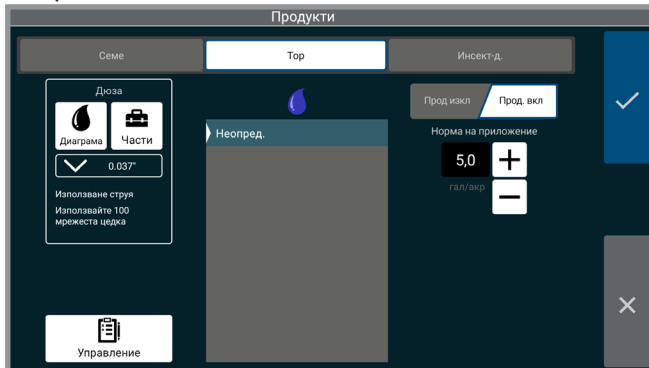 Продукти
Семе
Тор
Инсект-д.
Дюза
Диаграма
Части
0.037"
Използване струя
Използвайте 100
мрежеста цедка
Управление
Неопред.
Прод изкл
Прод. вкл
Норма на приложение
5,0
гал/акр